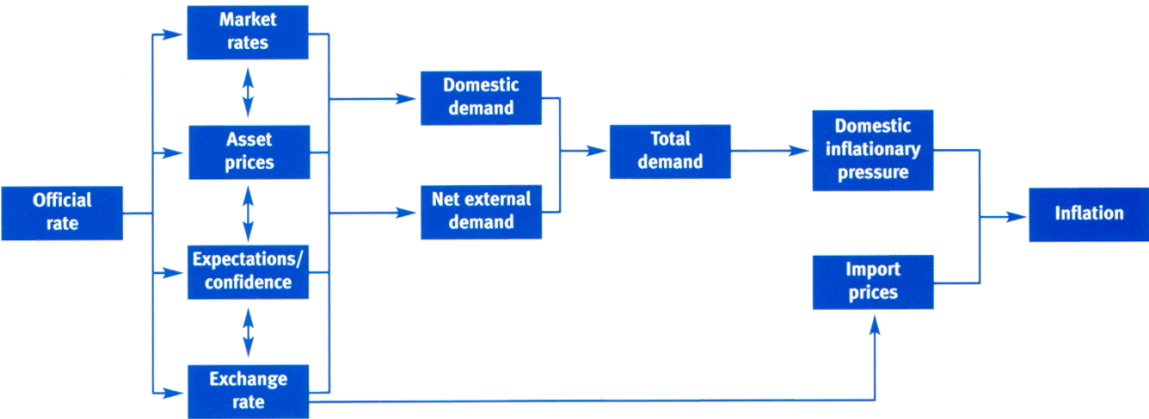 Market
rates
Asset
prices
Official
rate
Expectations/
confidence
Exchange
rate
Domestic
demand
Net external
demand
Total
demand
Domestic
inflationary
pressure
Import
prices
Inflation